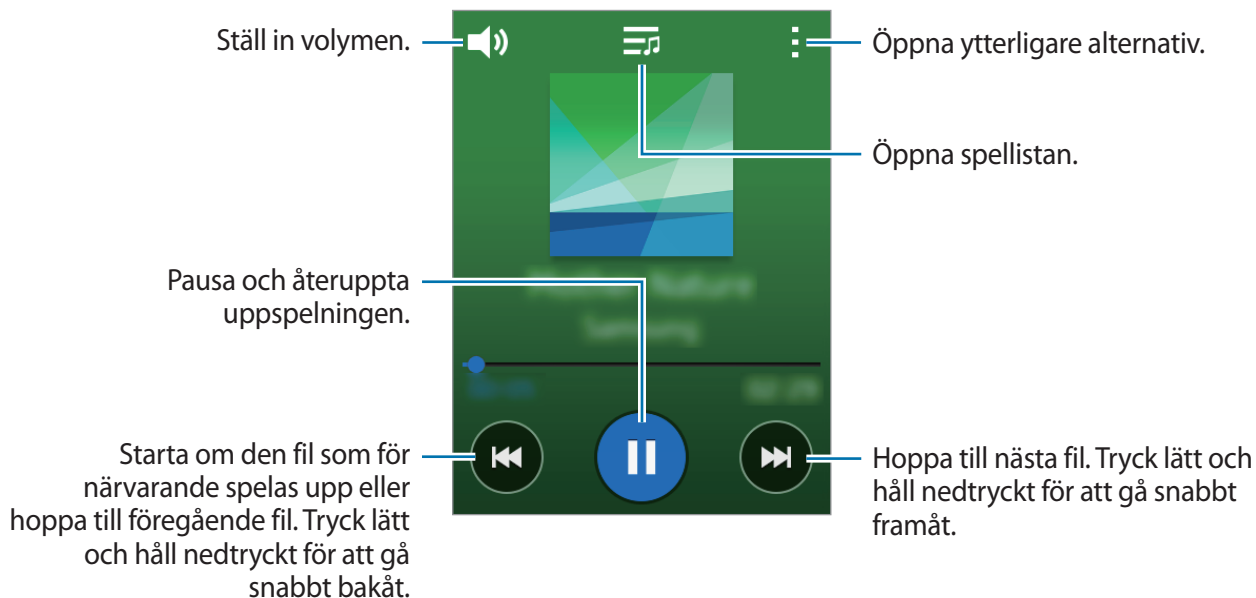 Ställ in volymen.
Öppna ytterligare alternativ.
Öppna spellistan.
Pausa och återuppta
uppspelningen.
Starta om den fil som för
närvarande spelas upp eller
hoppa till föregående fil. Tryck lätt
och håll nedtryckt för att gå
snabbt bakåt.
Hoppa till nästa fil. Tryck lätt och
håll nedtryckt för att gå snabbt
framåt.